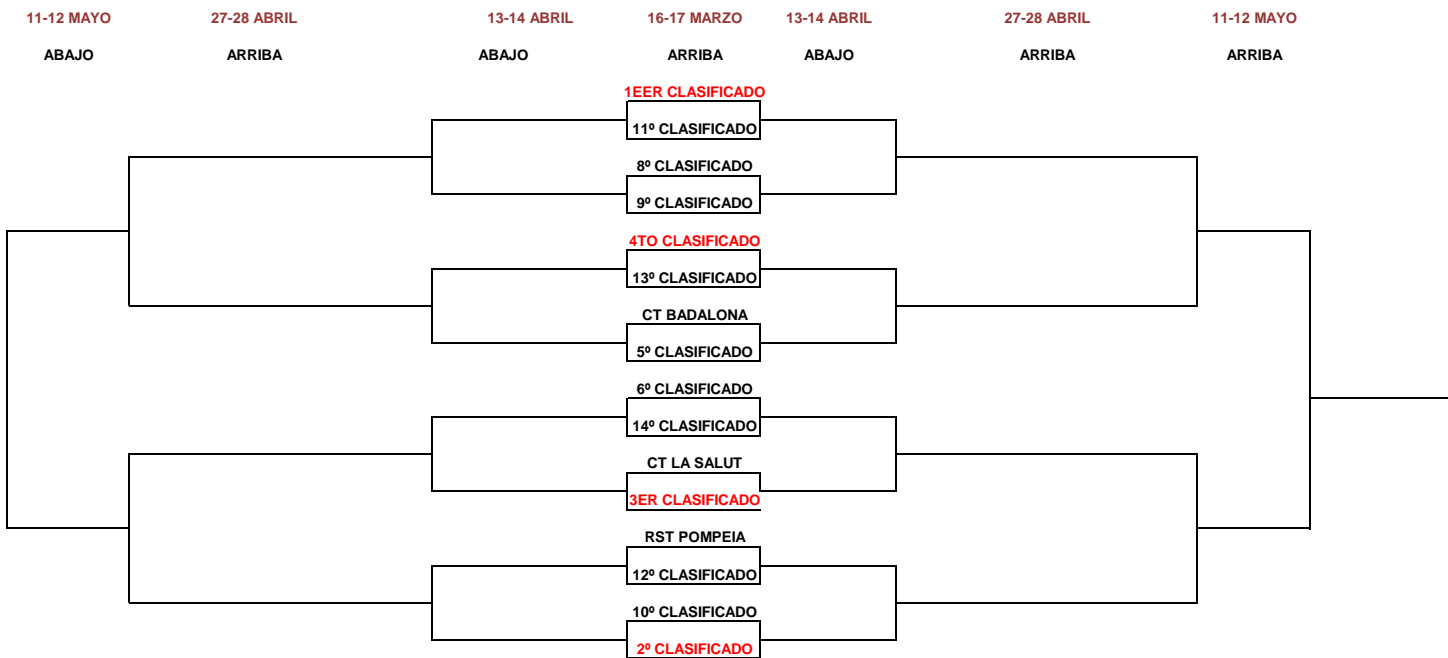 11-12 MAYO 27-28 ABRIL 13-14 ABRIL 16-17 MARZO 13-14 ABRIL 27-28 ABRIL 11-12 MAYO
ABAJO ARRIBA ABAJO ARRIBA ABAJO ARRIBA ARRIBA
1EER CLASIFICADO
11º CLASIFICADO
8º CLASIFICADO
9º CLASIFICADO
4TO CLASIFICADO
13º CLASIFICADO
CT BADALONA
5º CLASIFICADO
6º CLASIFICADO
14º CLASIFICADO
CT LA SALUT
3ER CLASIFICADO
RST POMPEIA
12º CLASIFICADO
10º CLASIFICADO
2º CLASIFICADO